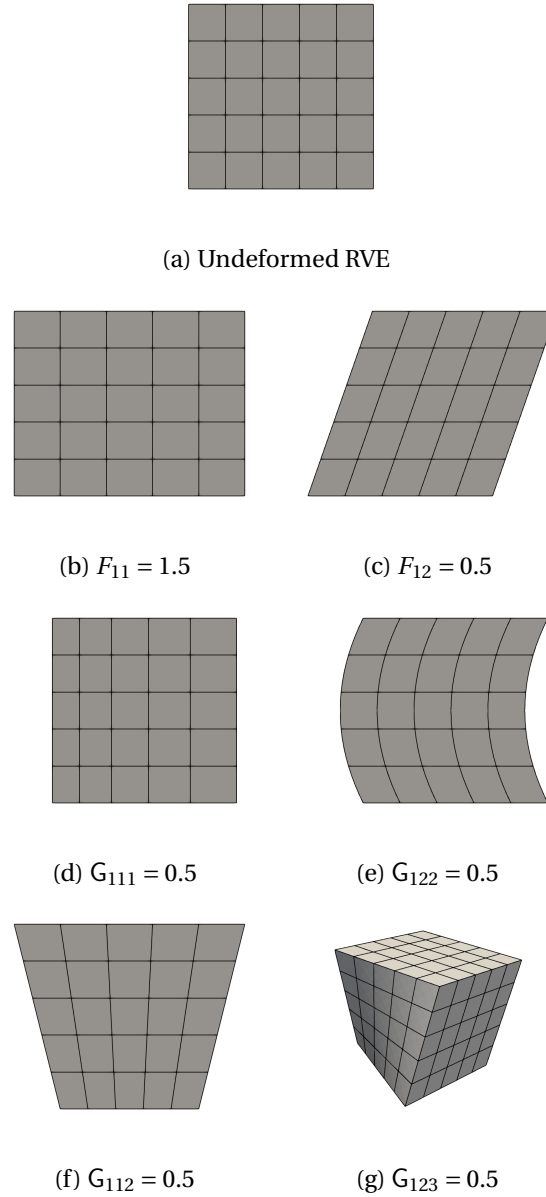 (a) Undeformed RVE
(b) F₁₁ = 1.5
(c) F₁₂ = 0.5
(d) G₁₁₁ = 0.5
(e) G₁₂₂ = 0.5
(f) G₁₁₂ = 0.5
(g) G₁₂₃ = 0.5